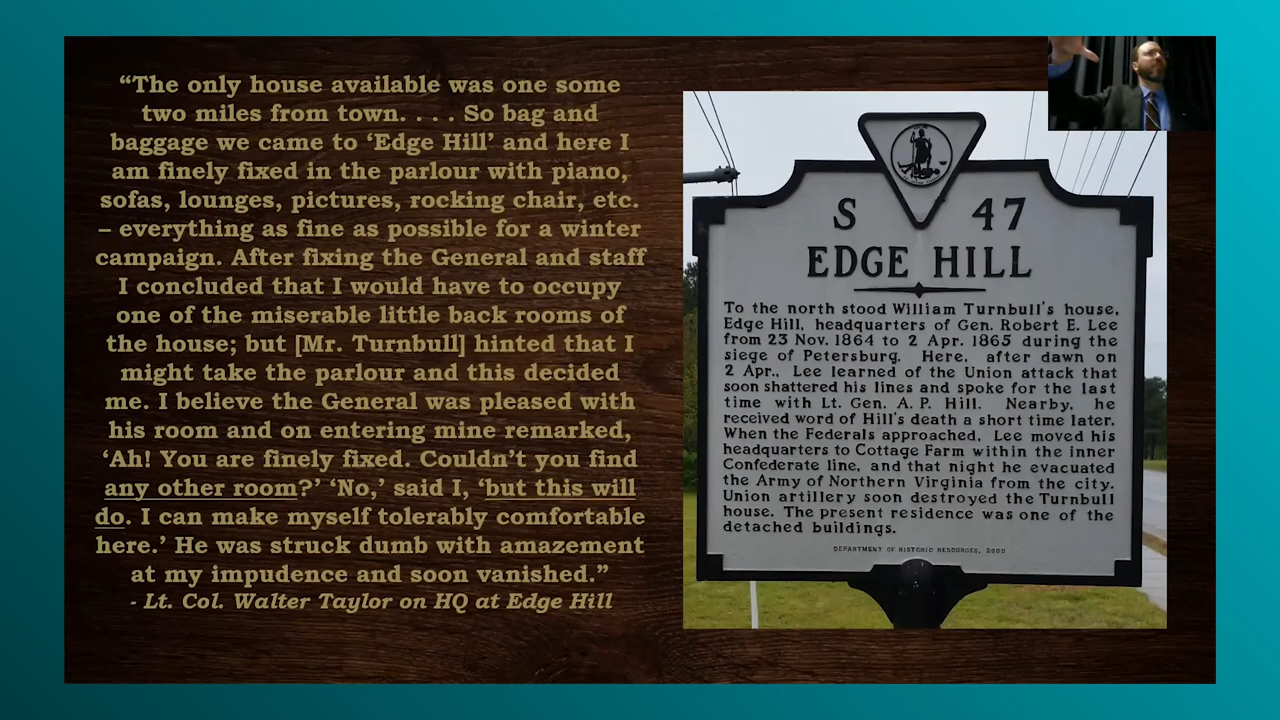 “The only house available was one some
two miles from town. . . . So bag and
baggage we came to ‘Edge Hill’ and here I
am finely fixed in the parlour with piano,
sofas, lounges, pictures, rocking chair, etc.
– everything as fine as possible for a winter
campaign. After fixing the General and staff
I concluded that I would have to occupy
one of the miserable little back rooms of
the house; but [Mr. Turnbull] hinted that I
might take the parlour and this decided
me. I believe the General was pleased with
his room and on entering mine remarked,
‘Ah! You are finely fixed. Couldn’t you find
any other room?’ ‘No,’ said I, ‘but this will
do. I can make myself tolerably comfortable
here.’ He was struck dumb with amazement
at my impudence and soon vanished.”
- Lt. Col. Walter Taylor on HQ at Edge Hill
S 47
EDGE HILL
To the north stood William Turnbull's house,
Edge Hill, headquarters of Gen. Robert E. Lee
from 23 Nov. 1864 to 2 Apr. 1865 during the
siege of Petersburg. Here, after dawn on
2 Apr., Lee learned of the Union attack that
soon shattered his lines and spoke for the last
time with Lt. Gen. A. P. Hill. Nearby, he
received word of Hill's death a short time later.
When the Federals approached, Lee moved his
headquarters to Cottage Farm within the inner
Confederate line, and that night he evacuated
the Army of Northern Virginia from the city.
Union artillery soon destroyed the Turnbull
house. The present residence was one of the
detached buildings.
DEPARTMENT OF HISTORIC RESOURCES, 2000